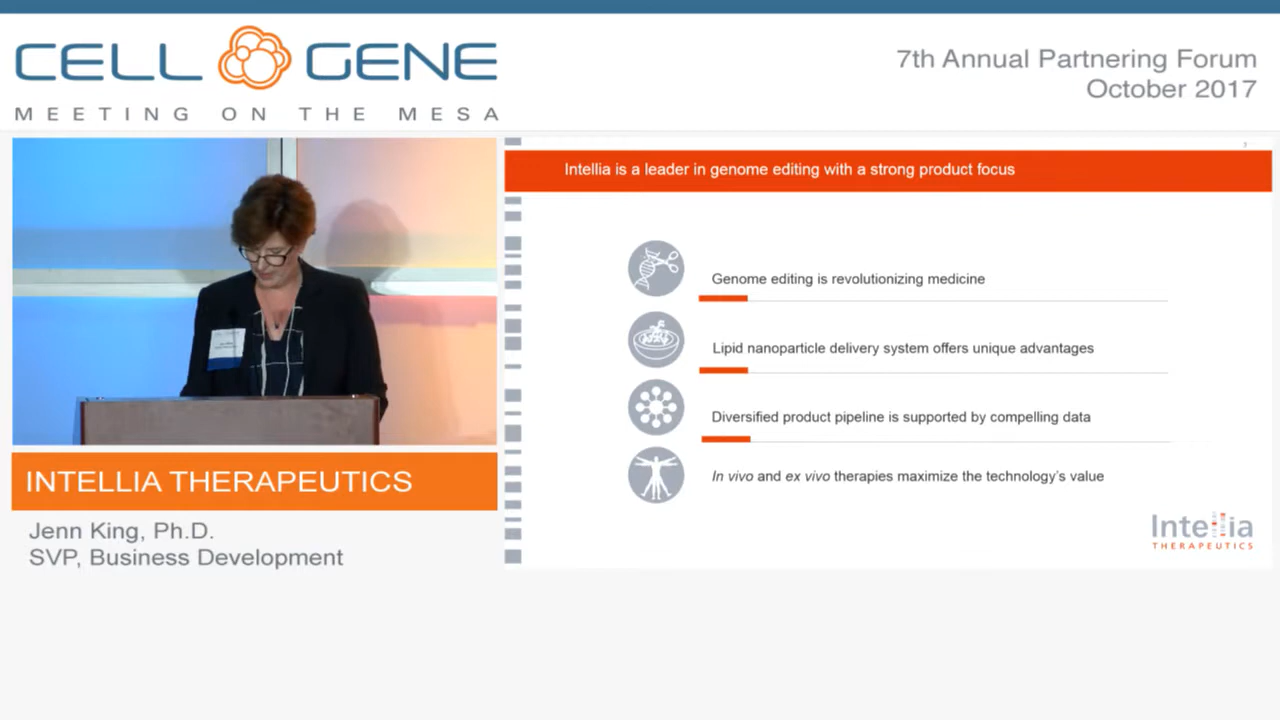 CELL GENE
MEETING ON THE MESA
7th Annual Partnering Forum
October 2017
Intellia is a leader in genome editing with a strong product focus
Genome editing is revolutionizing medicine
Lipid nanoparticle delivery system offers unique advantages
Diversified product pipeline is supported by compelling data
In vivo and ex vivo therapies maximize the technology's value
Intellia
THERAPEUTICS
INTELLIA THERAPEUTICS
Jenn King, Ph.D.
SVP, Business Development